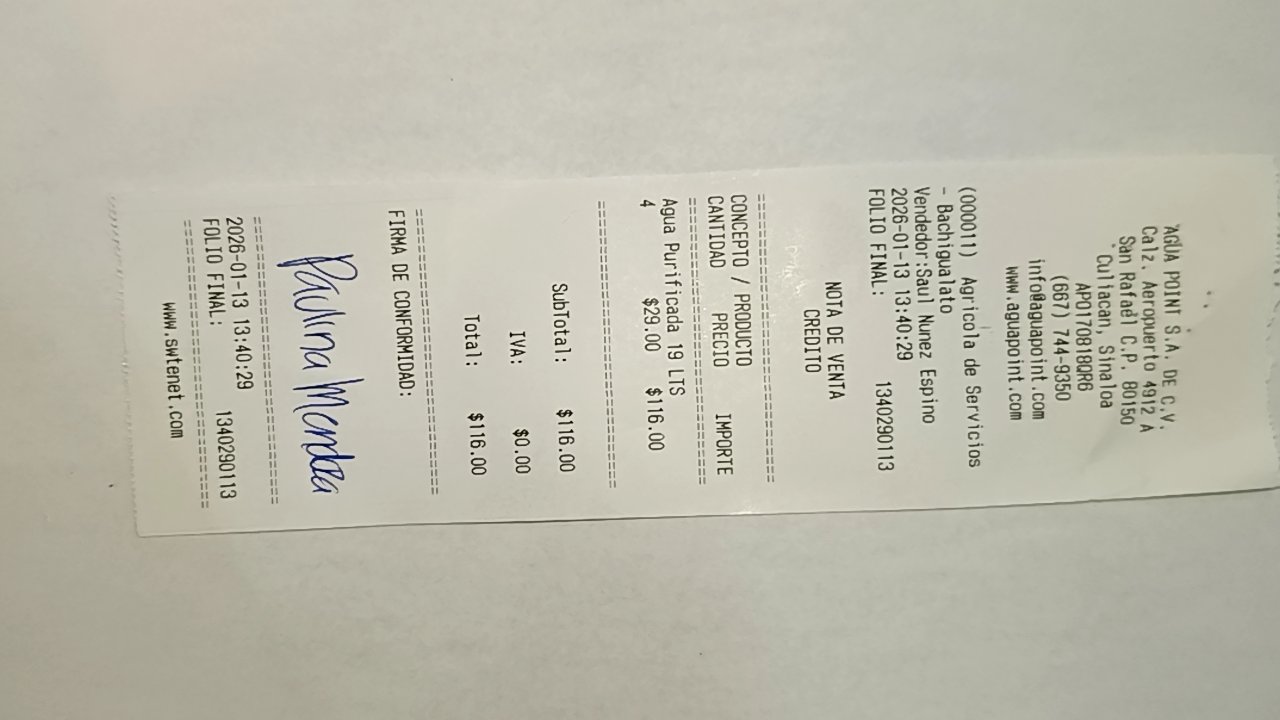 AGUA POINT S.A. DE C.V.
Calz. Aeropuerto 4912 A
San Rafael C.P. 80150
Culiacan, Sinaloa
APO170818QR6
(667) 744-9350
info@aguapoint.com
www.aguapoint.com
(000011) Agricola de Servicios
- Bachigualato
Vendedor:Saul Nunez Espino
2026-01-13 13:40:29
FOLIO FINAL: 1340290113
NOTA DE VENTA
CREDITO
================================
CONCEPTO / PRODUCTO
CANTIDAD PRECIO IMPORTE
================================
Agua Purificada 19 LTS
4 $29.00 $116.00
================================
SubTotal: $116.00
IVA: $0.00
Total: $116.00
================================
FIRMA DE CONFORMIDAD:
Paulina Mendoza
================================
2026-01-13 13:40:29
FOLIO FINAL: 1340290113
================================
www.swtenet.com